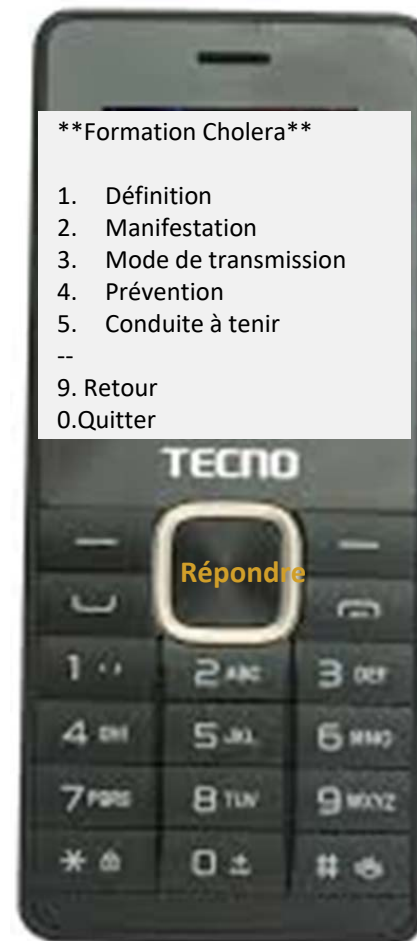 **Formation Cholera**
1. Définition
2. Manifestation
3. Mode de transmission
4. Prévention
5. Conduite à tenir
--
9. Retour
0.Quitter
TECNO
Répondre
1
2 ABC 3 DEF
4 GHI 5 JKL 6 MNO
7 PQRS 8 TUV 9 WXYZ
* 0 #